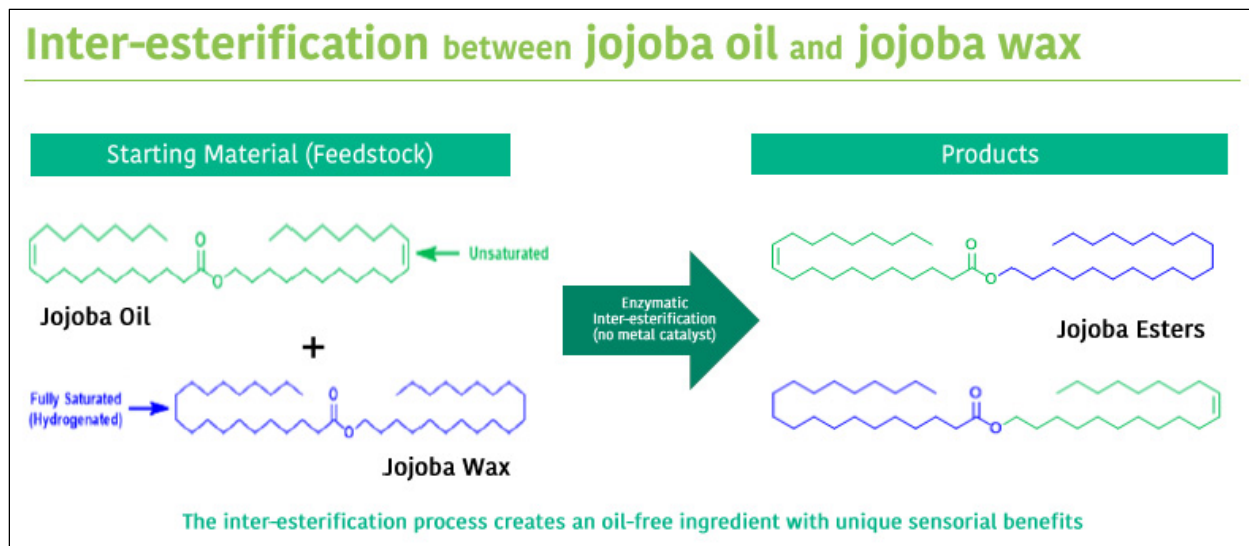 Inter-esterification between jojoba oil and jojoba wax
Starting Material (Feedstock)
Products
O
O
Unsaturated
Jojoba Oil
+
Fully Saturated
(Hydrogenated)
O
O
Jojoba Wax
Enzymatic
Inter-esterification
(no metal catalyst)
O
O
Jojoba Esters
O
O
The inter-esterification process creates an oil-free ingredient with unique sensorial benefits